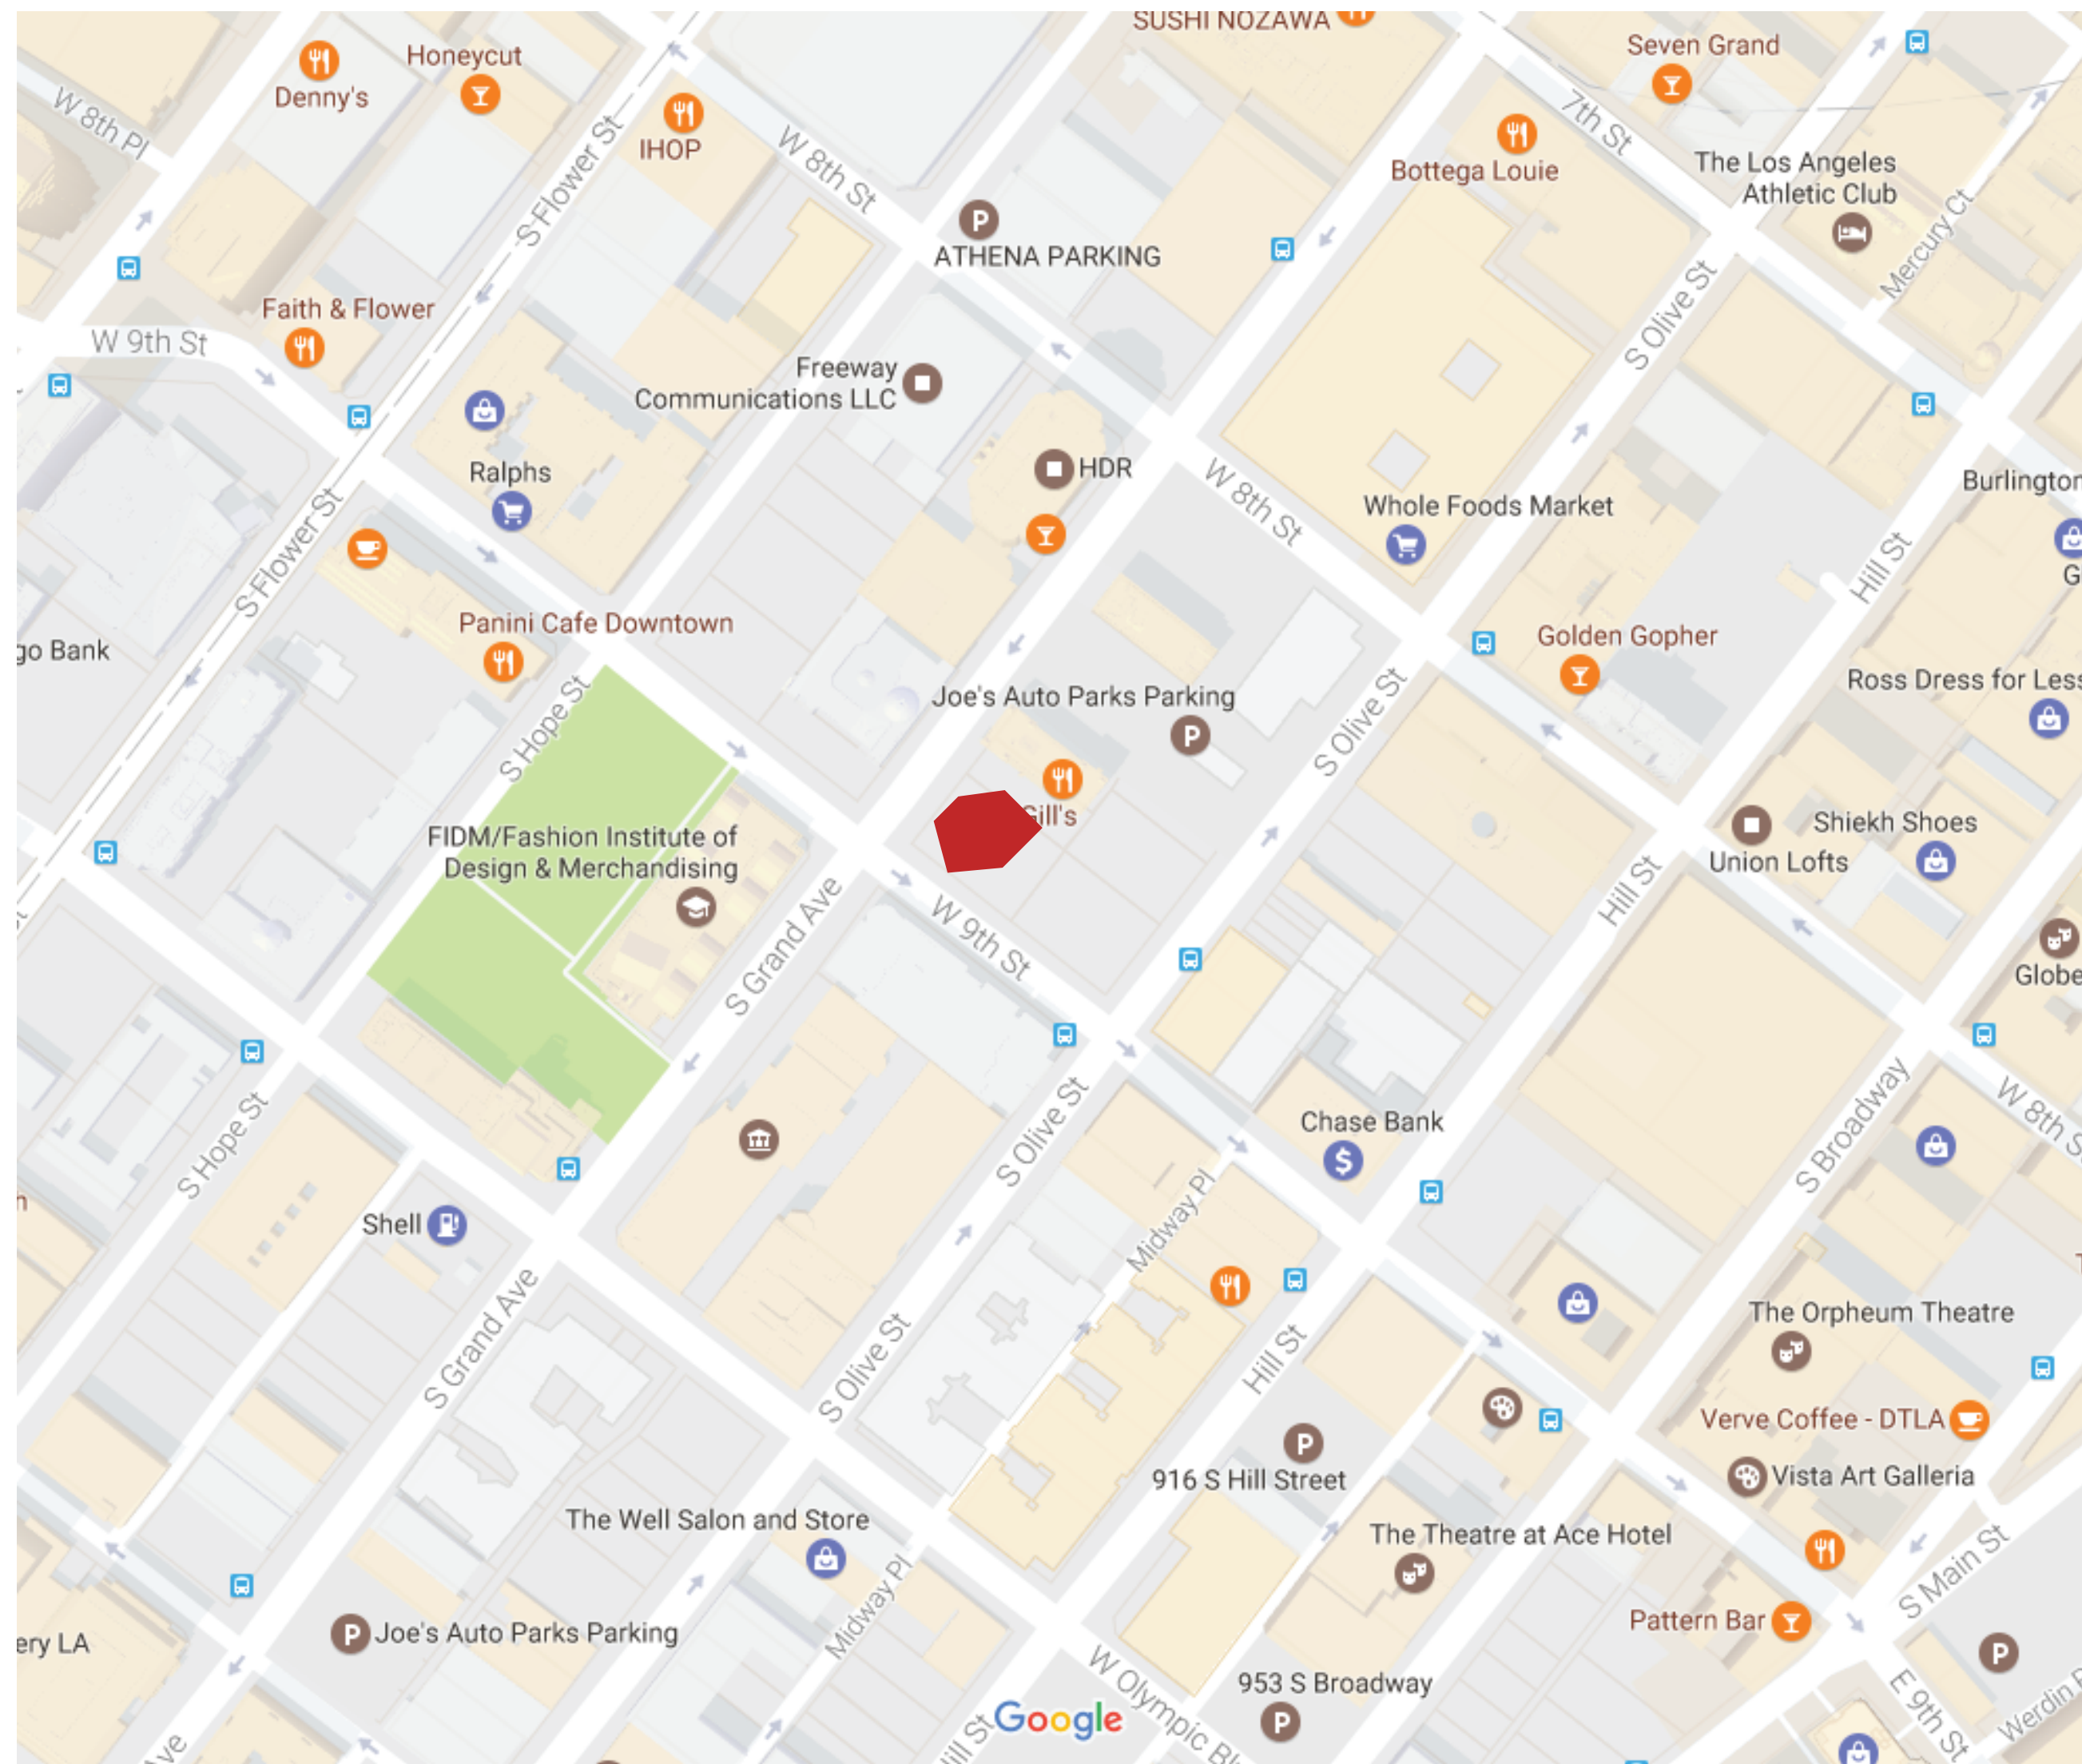 SUSHI NOZAWA
Seven Grand
Honeycut
Denny's
W 8th Pl
IHOP
W 8th St
7th St
Bottega Louie
The Los Angeles
Athletic Club
S Flower St
ATHENA PARKING
Mercury Ct
Faith & Flower
W 9th St
S Olive St
Freeway
Communications LLC
HDR
Ralphs
W 8th St
Whole Foods Market
Burlington
Hill St
G
S Flower St
Panini Cafe Downtown
Golden Gopher
go Bank
Ross Dress for Less
Joe's Auto Parks Parking
S Hope St
S Olive St
Gill's
FIDM/Fashion Institute of
Design & Merchandising
Shiekh Shoes
Union Lofts
Hill St
W 9th St
S Grand Ave
Globe
Chase Bank
S Olive St
S Hope St
W 8th S
S Broadway
Midway Pl
Shell
The Orpheum Theatre
S Grand Ave
S Olive St
Hill St
Verve Coffee - DTLA
916 S Hill Street
Vista Art Galleria
The Well Salon and Store
The Theatre at Ace Hotel
S Main St
Midway Pl
Joe's Auto Parks Parking
Pattern Bar
ery LA
W Olympic Bl
953 S Broadway
E 9th St
Werdin P
Google
ill St
Ave